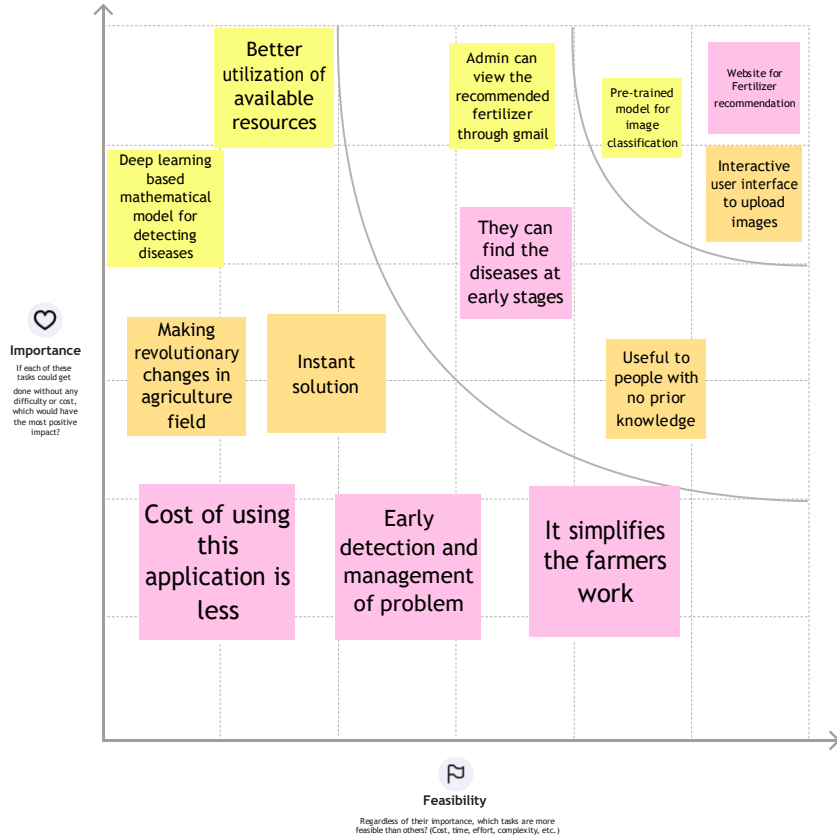 Better
utilization of
available
resources
Admin can
view the
recommended
fertilizer
through gmail
Pre-trained
model for
image
classification
Website for
Fertilizer
recommendation
Deep learning
based
mathematical
model for
detecting
diseases
Interactive
user interface
to upload
images
They can
find the
diseases at
early stages
Importance
If each of these
tasks could get
done without any
difficulty or cost,
which would have
the most positive
impact?
Making
revolutionary
changes in
agriculture
field
Instant
solution
Useful to
people with
no prior
knowledge
Cost of using
this
application is
less
Early
detection and
management
of problem
It simplifies
the farmers
work
Feasibility
Regardless of their importance, which tasks are more
feasible than others? (Cost, time, effort, complexity, etc.)